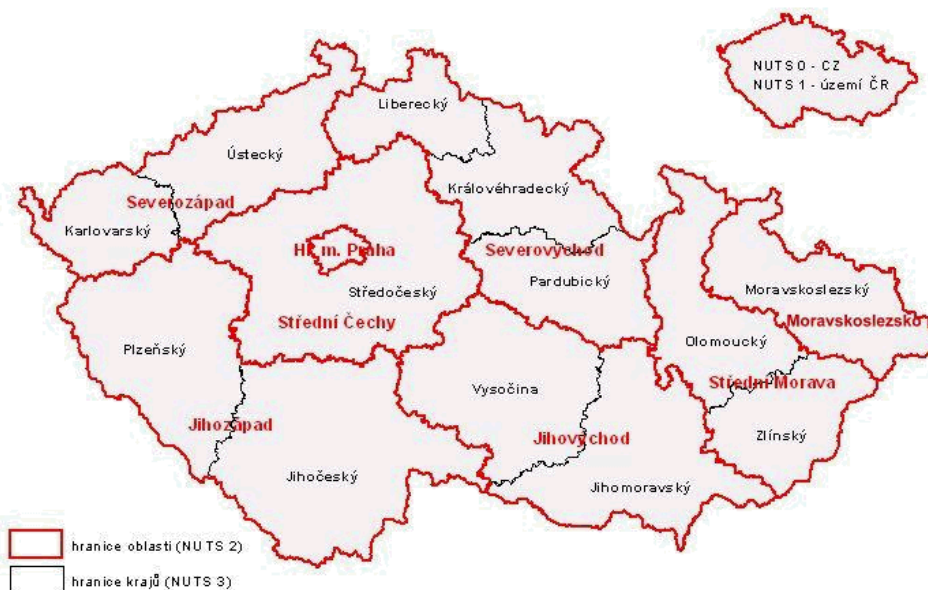 NUTS 0 - CZ
NUTS 1 - území ČR
Liberecký
Ústecký
Královéhradecký
Severozápad
Karlovarský
Hl. m. Praha
Severovýchod
Středočeský
Pardubický
Moravskoslezský
Střední Čechy
Moravskoslezsko
Plzeňský
Olomoucký
Vysočina
Střední Morava
Jihozápad
Jihovýchod
Zlínský
Jihočeský
Jihomoravský
hranice oblastí (NUTS 2)
hranice krajů (NUTS 3)